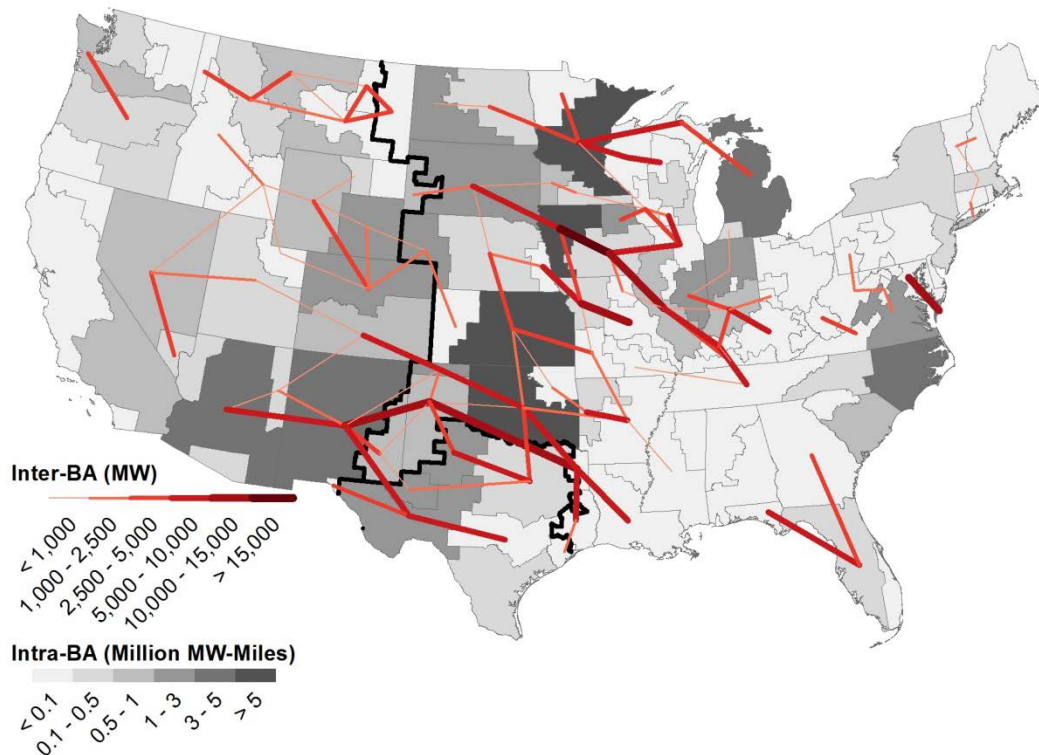 Inter-BA (MW)
< 1,000
1,000 - 2,500
2,500 - 5,000
5,000 - 10,000
10,000 - 15,000
> 15,000
Intra-BA (Million MW-Miles)
< 0.1
0.1 - 0.5
0.5 - 1
1 - 3
3 - 5
> 5